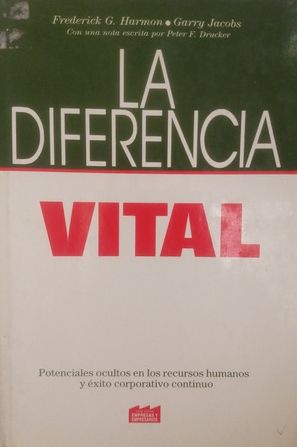 Frederick G. Harmon ● Garry Jacobs
Con una nota escrita por Peter F. Drucker
LA
DIFERENCIA
VITAL
Potenciales ocultos en los recursos humanos
y éxito corporativo continuo
EMPRESAS Y
EMPRESARIOS